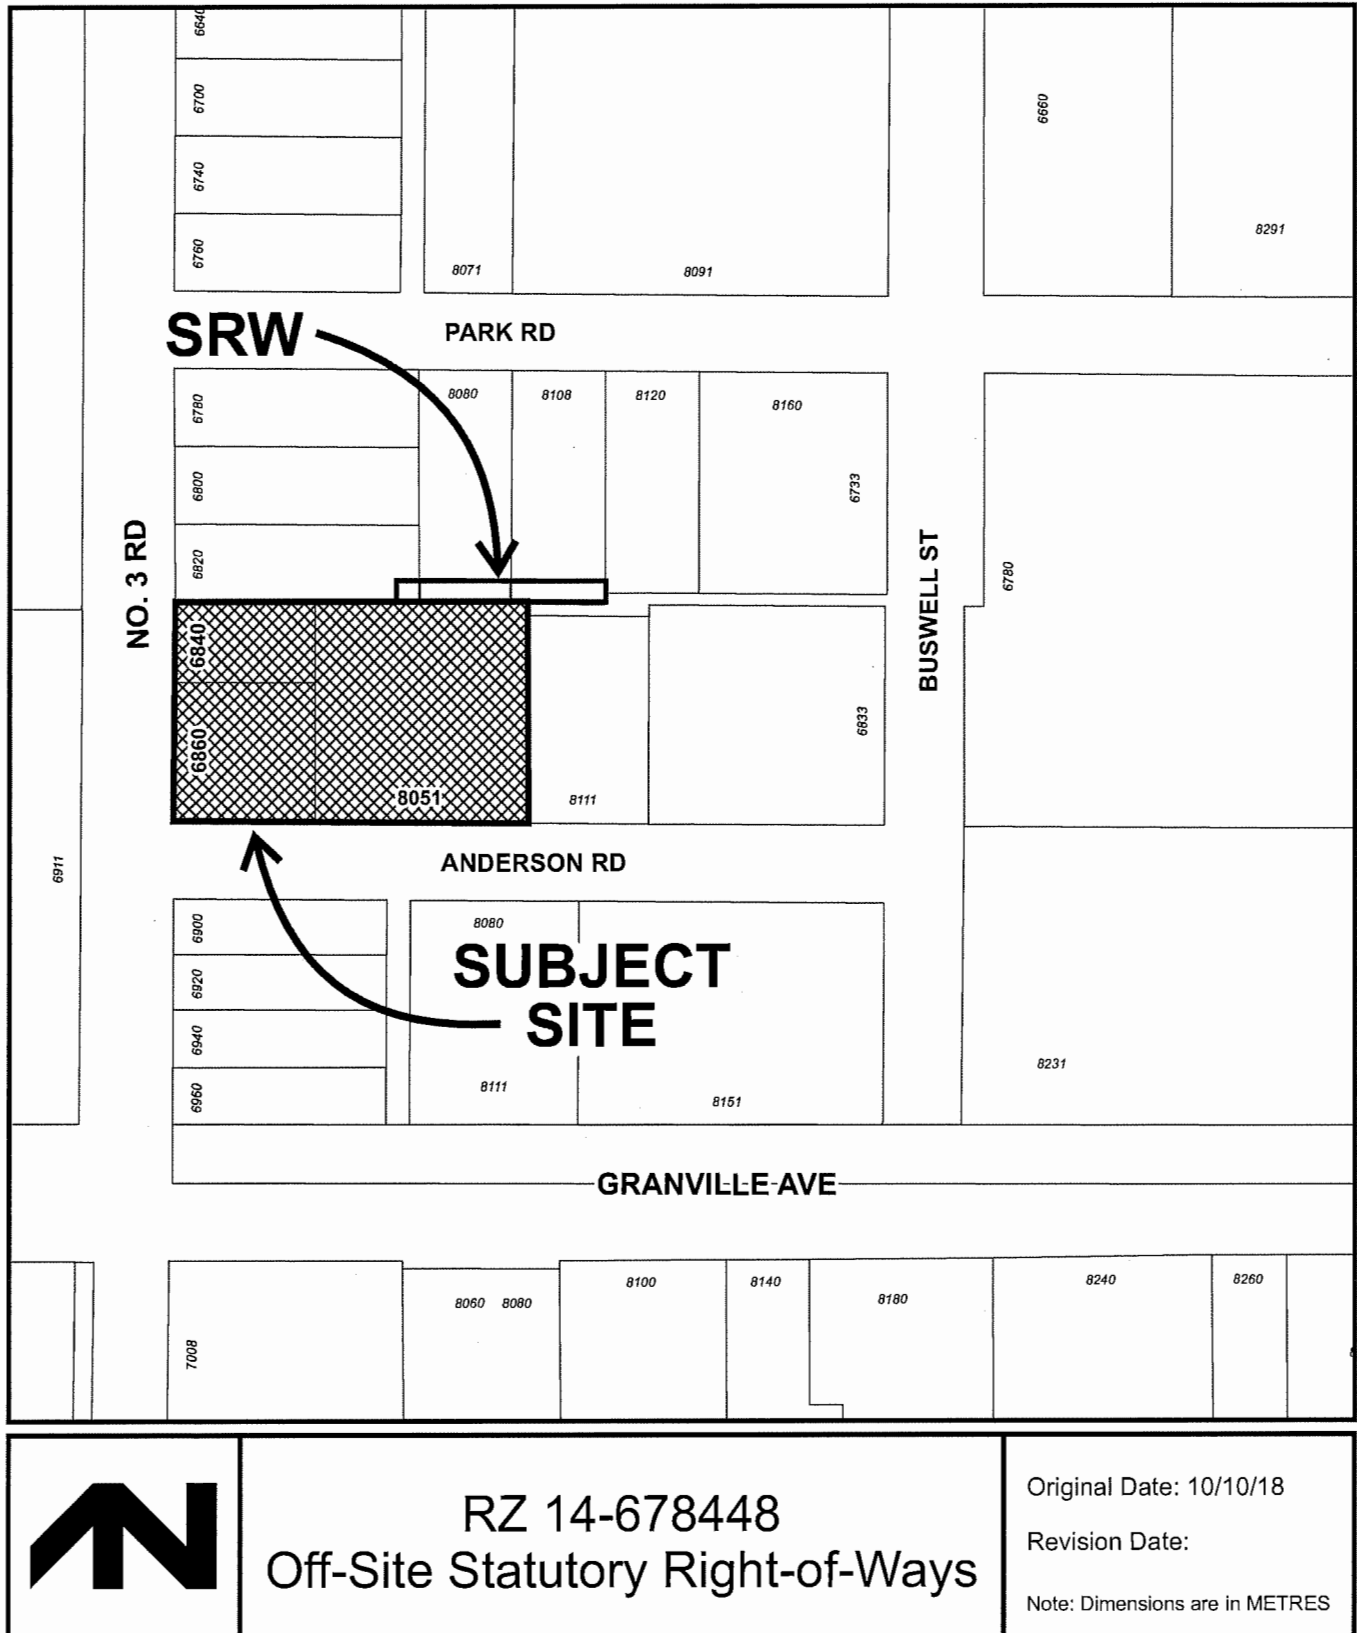 6640
6700
6740
6760
8071
8091
6660
8291
SRW
PARK RD
6780
6800
6820
8080
8108
8120
8160
6733
NO. 3 RD
BUSWELL ST
6780
6840
6860
8051
8111
6833
6911
ANDERSON RD
6900
6920
6940
6960
8080
SUBJECT
SITE
8111
8151
8231
GRANVILLE AVE
7008
8060 8080
8100
8140
8180
8240
8260
RZ 14-678448
Off-Site Statutory Right-of-Ways
Original Date: 10/10/18
Revision Date:
Note: Dimensions are in METRES